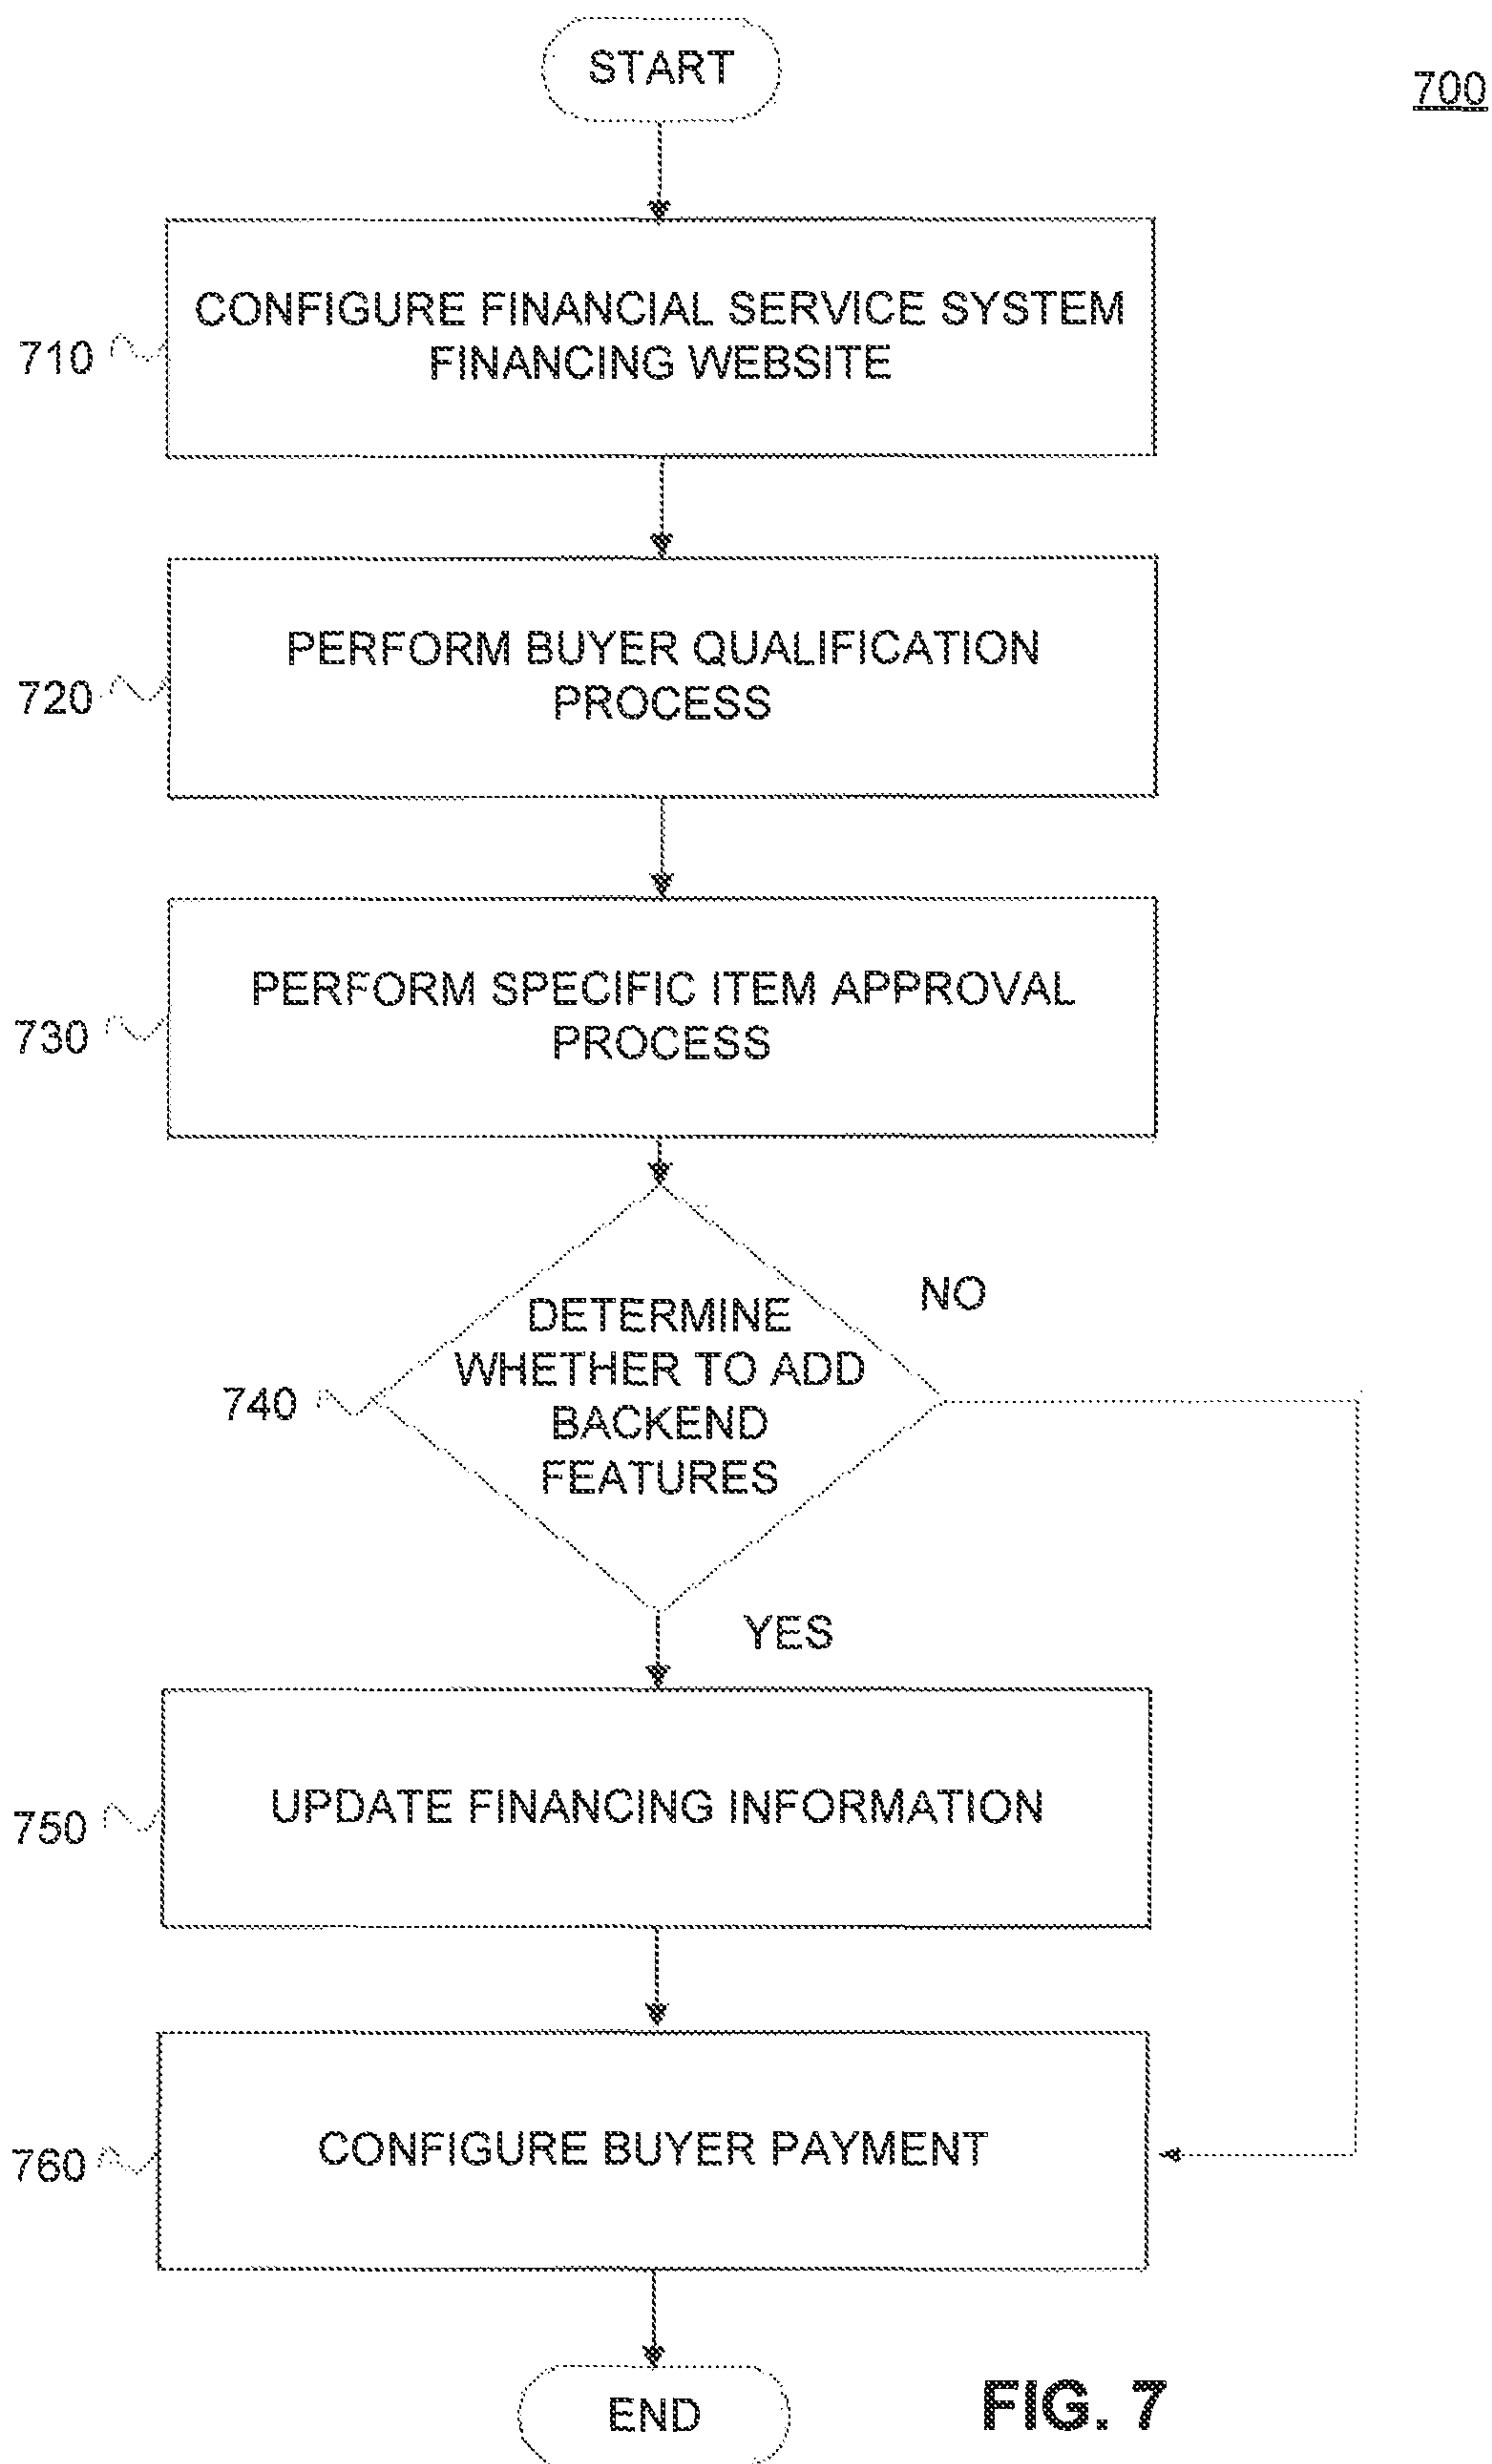 START
700
CONFIGURE FINANCIAL SERVICE SYSTEM
FINANCING WEBSITE
710
PERFORM BUYER QUALIFICATION
PROCESS
720
PERFORM SPECIFIC ITEM APPROVAL
PROCESS
730
NO
DETERMINE
WHETHER TO ADD
BACKEND
FEATURES
740
YES
UPDATE FINANCING INFORMATION
750
CONFIGURE BUYER PAYMENT
760
END
FIG. 7